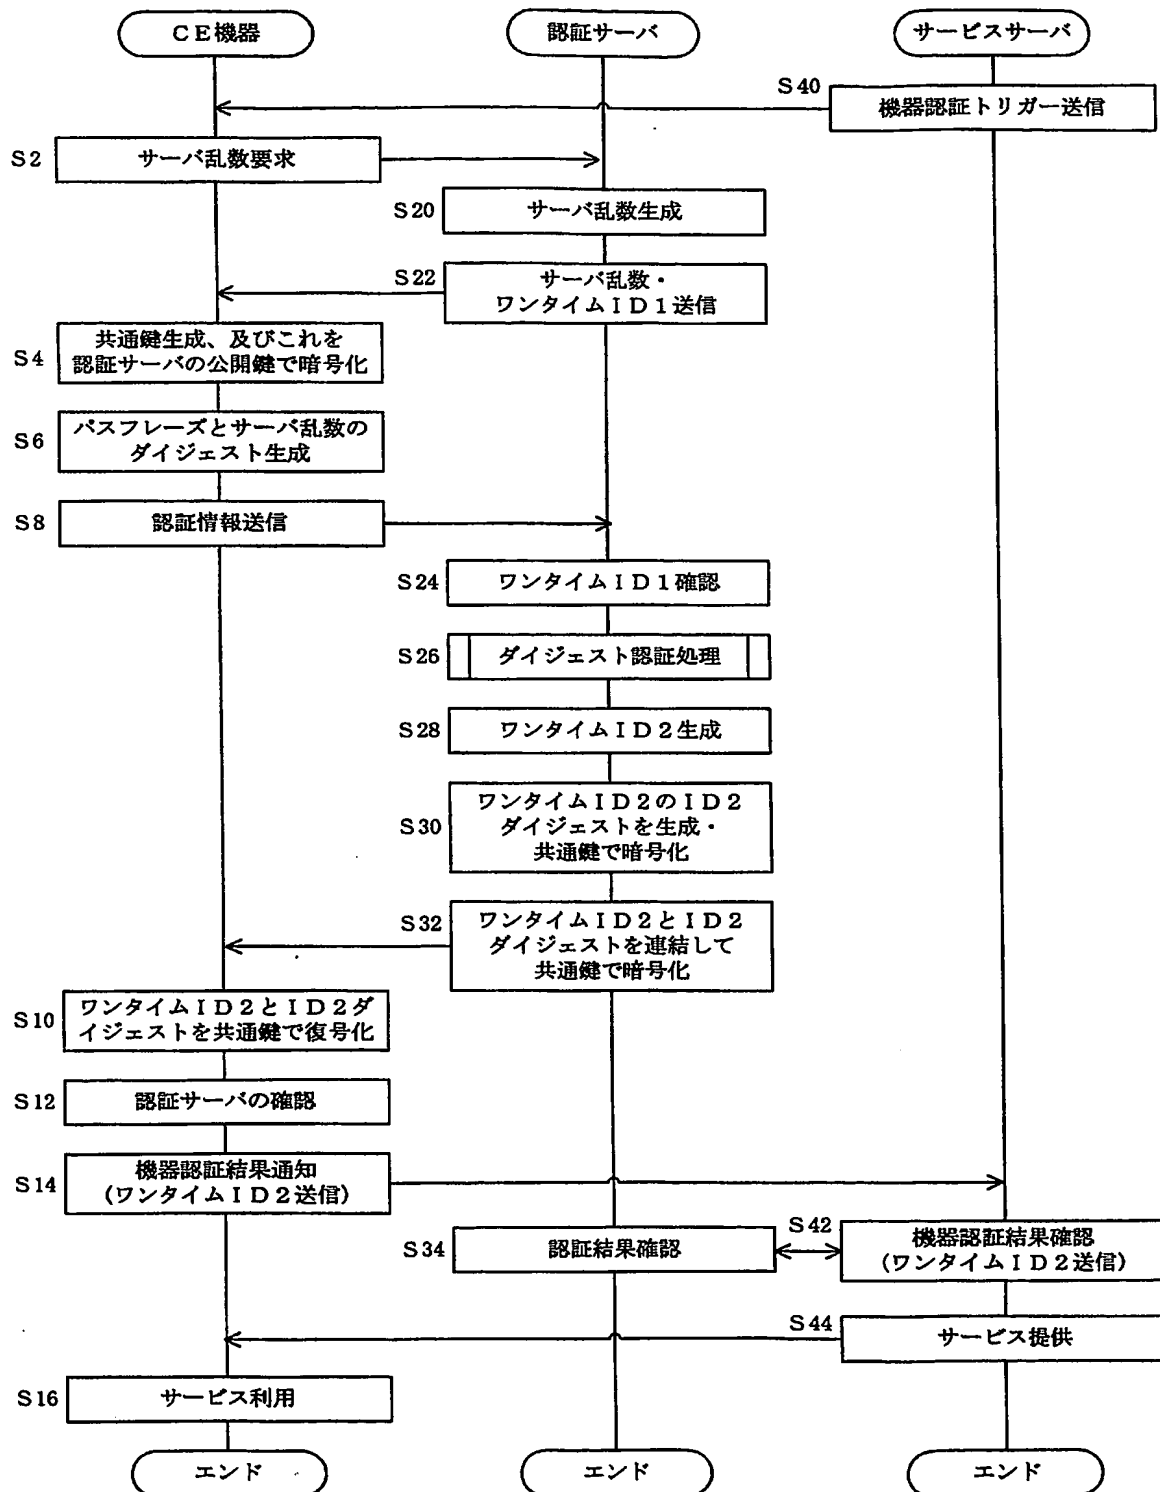 ＣＥ機器
認証サーバ
サービスサーバ
S40
機器認証トリガー送信
S2
サーバ乱数要求
S20
サーバ乱数生成
S22
サーバ乱数・
ワンタイムＩＤ１送信
S4
共通鍵生成、及びこれを
認証サーバの公開鍵で暗号化
S6
パスフレーズとサーバ乱数の
ダイジェスト生成
S8
認証情報送信
S24
ワンタイムＩＤ１確認
S26
ダイジェスト認証処理
S28
ワンタイムＩＤ２生成
S30
ワンタイムＩＤ２のＩＤ２
ダイジェストを生成・
共通鍵で暗号化
S32
ワンタイムＩＤ２とＩＤ２
ダイジェストを連結して
共通鍵で暗号化
S10
ワンタイムＩＤ２とＩＤ２ダ
イジェストを共通鍵で復号化
S12
認証サーバの確認
S14
機器認証結果通知
(ワンタイムＩＤ２送信)
S34
認証結果確認
S42
機器認証結果確認
(ワンタイムＩＤ２送信)
S44
サービス提供
S16
サービス利用
エンド
エンド
エンド